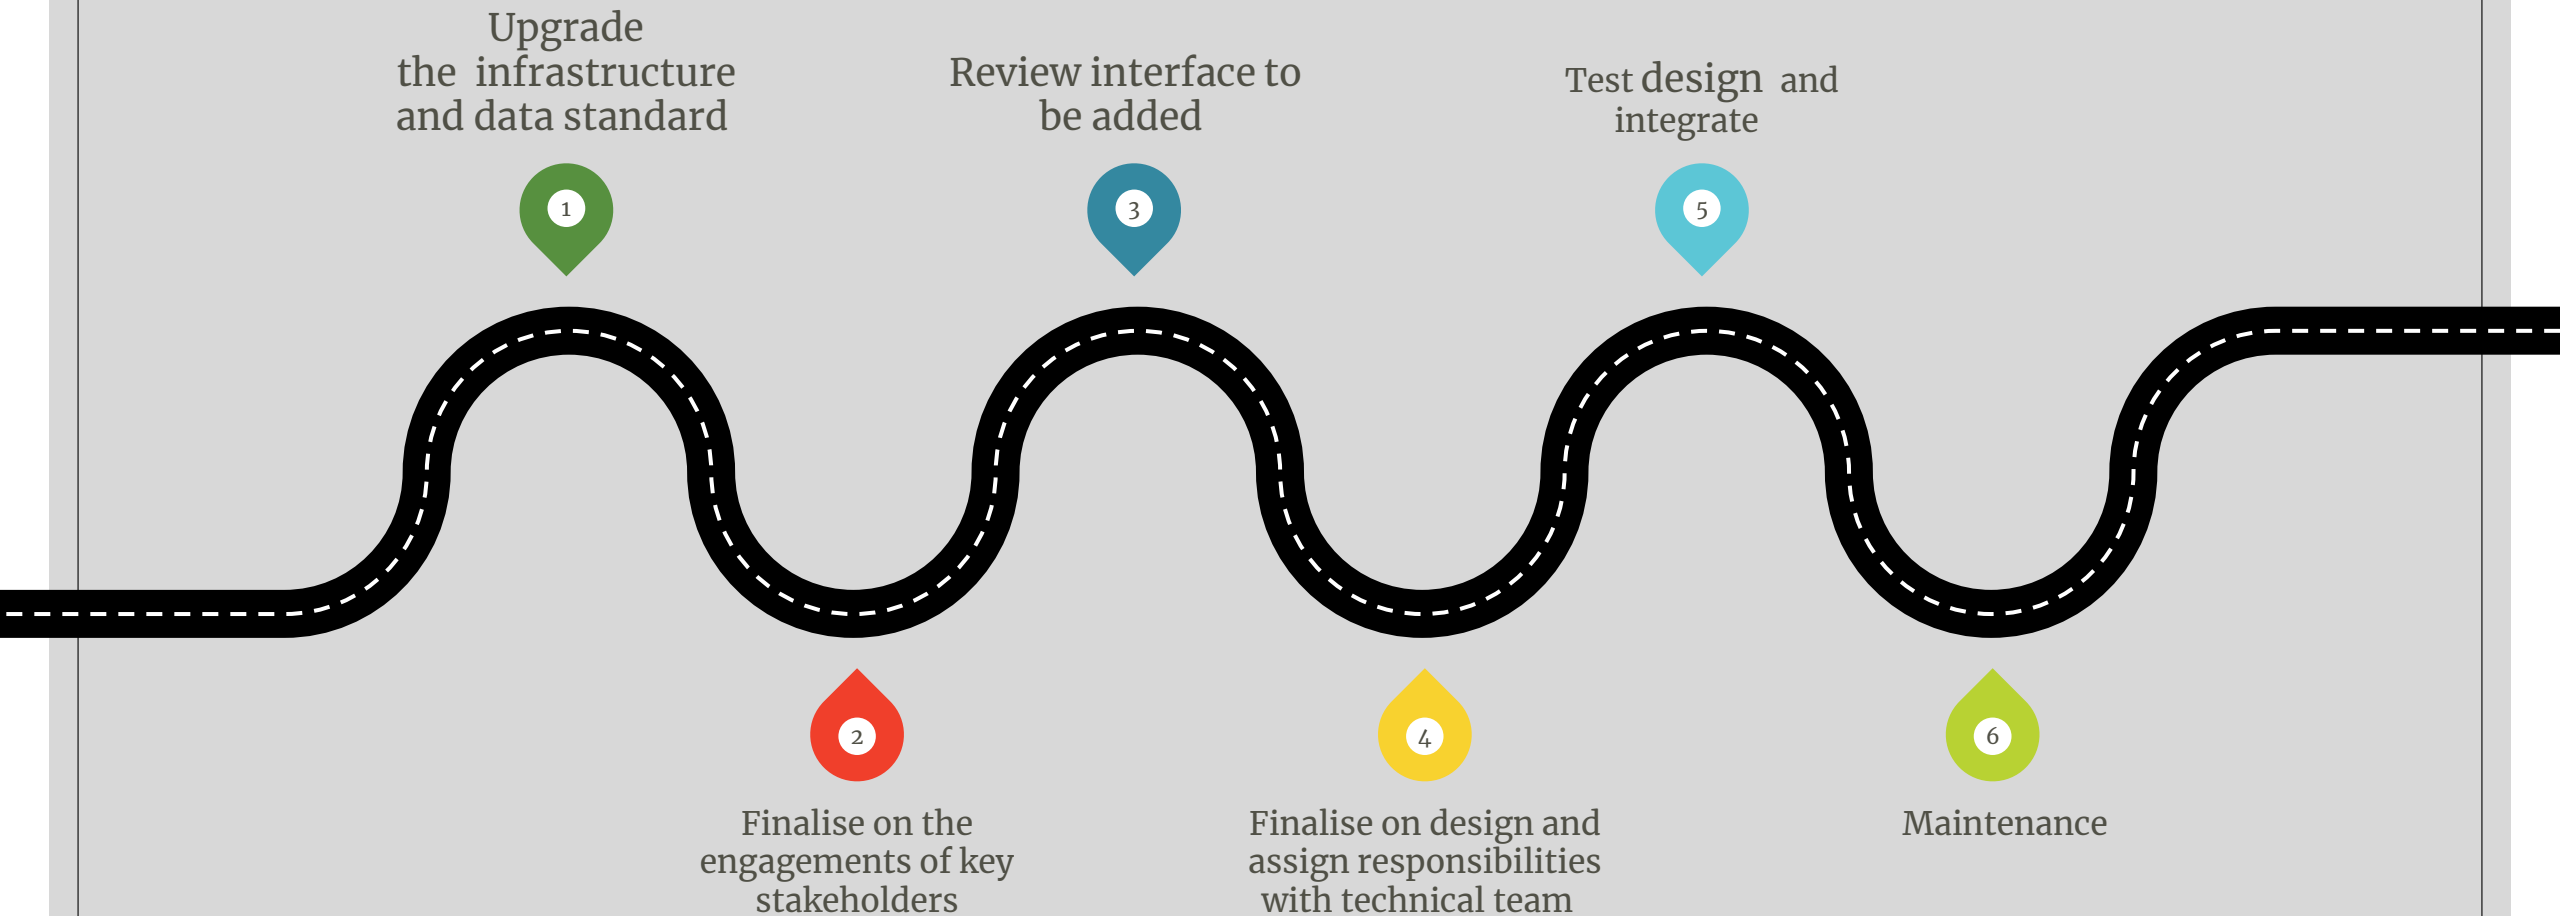 Upgrade
the  infrastructure
and data standard
1
Finalise on the
engagements of key
stakeholders
2
Review interface to
be added
3
Finalise on design and
assign responsibilities
with technical team
4
Test design  and
integrate
5
Maintenance
6